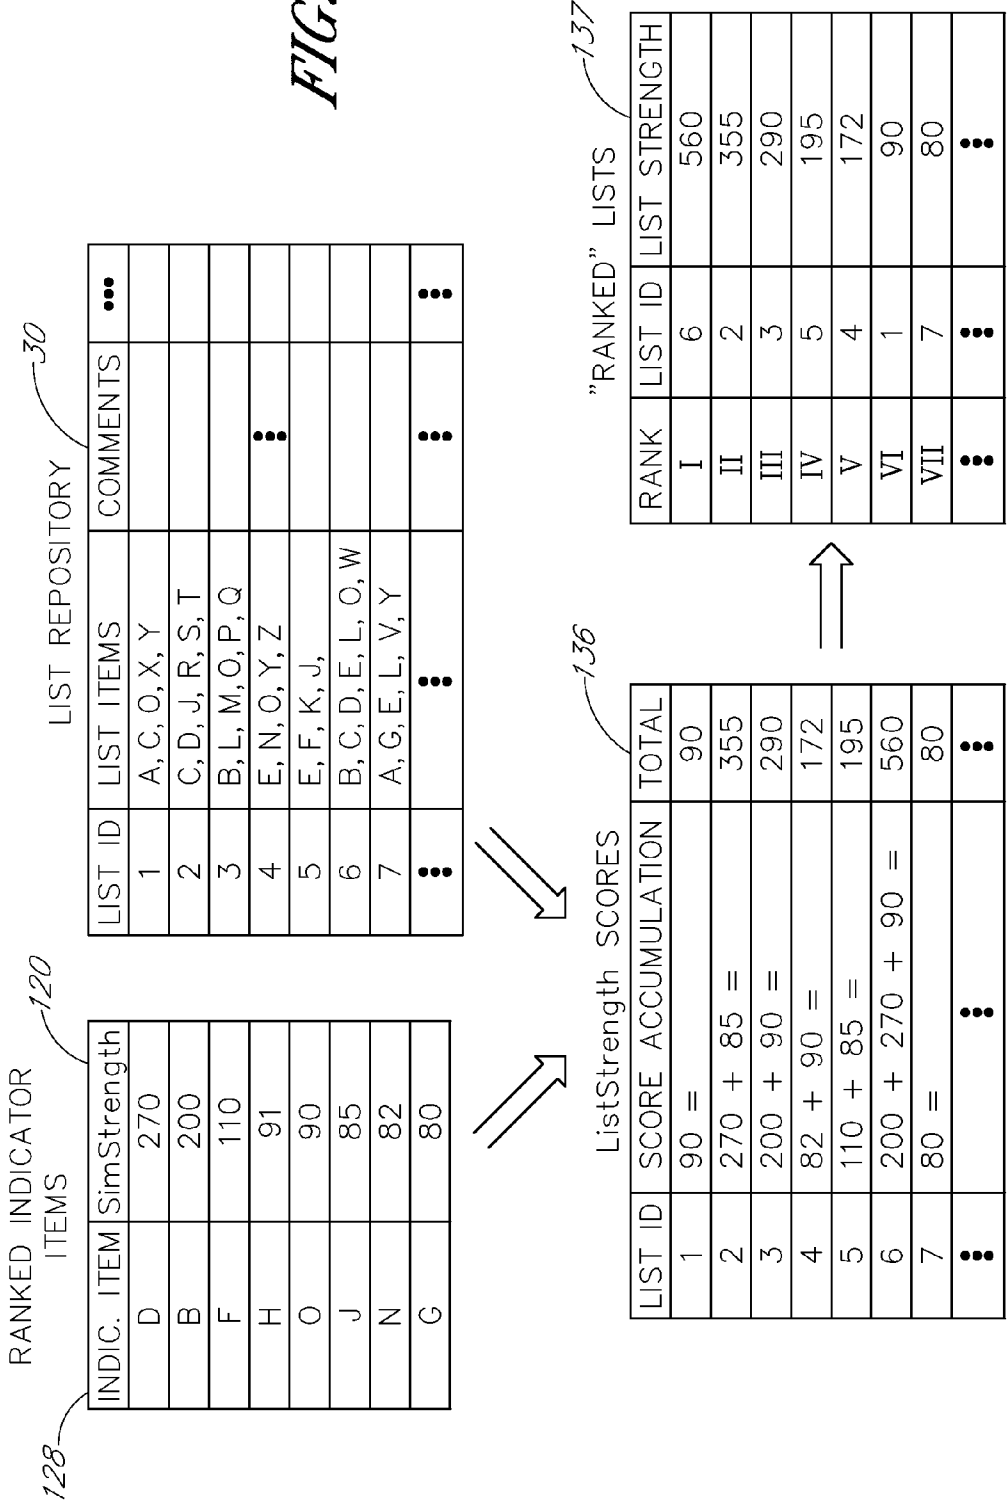 FIG.
RANKED INDICATOR
ITEMS
128
120
INDIC. ITEM SimStrength
D 270
B 200
F 110
H 91
O 90
J 85
N 82
G 80
LIST REPOSITORY
30
LIST ID LIST ITEMS COMMENTS •••
1 A, C, O, X, Y
2 C, D, J, R, S, T
3 B, L, M, O, P, Q
4 E, N, O, Y, Z •••
5 E, F, K, J,
6 B, C, D, E, L, O, W
7 A, G, E, L, V, Y
••• ••• ••• •••
ListStrength SCORES
136
LIST ID SCORE ACCUMULATION TOTAL
1 90 = 90
2 270 + 85 = 355
3 200 + 90 = 290
4 82 + 90 = 172
5 110 + 85 = 195
6 200 + 270 + 90 = 560
7 80 = 80
••• ••• •••
"RANKED" LISTS
137
RANK LIST ID LIST STRENGTH
I 6 560
II 2 355
III 3 290
IV 5 195
V 4 172
VI 1 90
VII 7 80
••• ••• •••